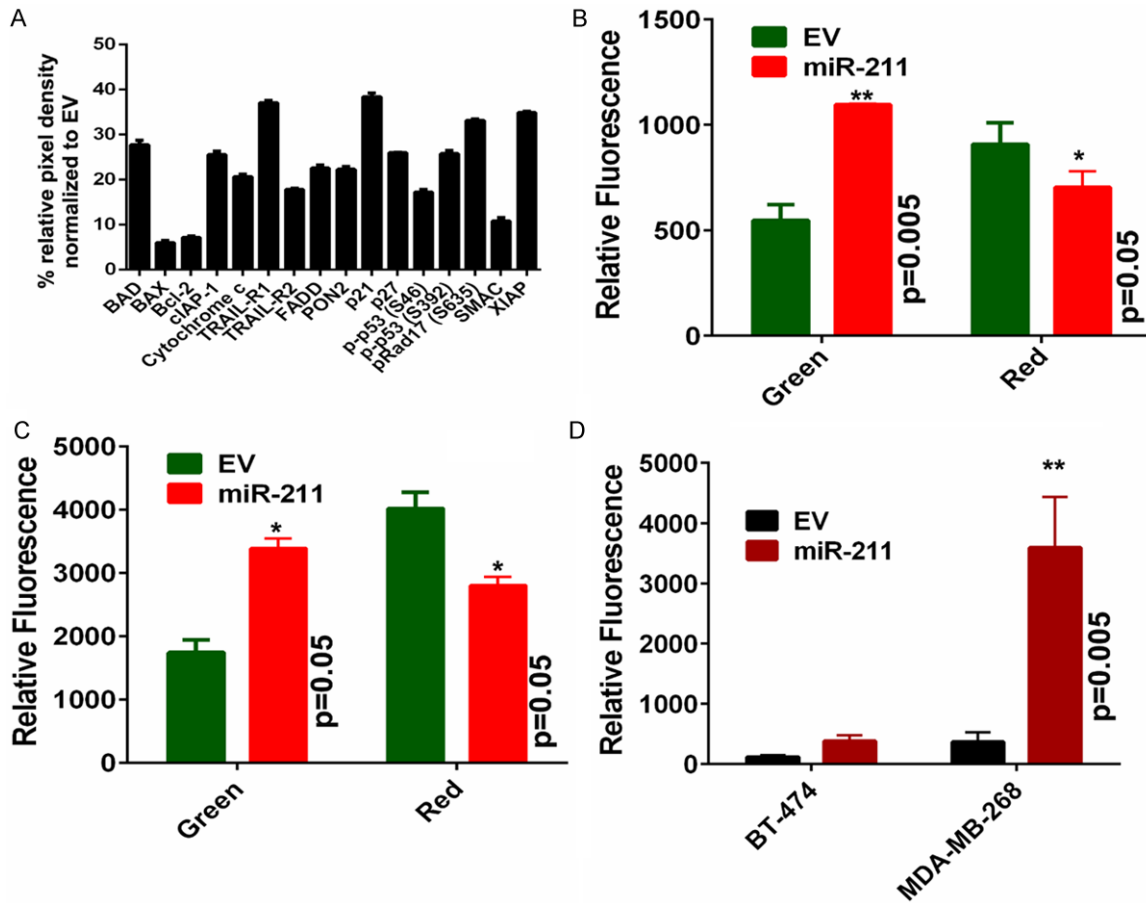 A
% relative pixel density
normalized to EV
50
40
30
20
10
0
BAD
BAX
Bcl-2
cIAP-1
Cytochrome c
TRAIL-R1
TRAIL-R2
FADD
PON2
p21
p27
p-p53 (S46)
p-p53 (S392)
pRad17 (S635)
SMAC
XIAP
B
Relative Fluorescence
1500
1000
500
0
EV
miR-211
**
*
p=0.005
p=0.05
Green
Red
C
Relative Fluorescence
5000
4000
3000
2000
1000
0
EV
miR-211
*
*
p=0.05
p=0.05
Green
Red
D
Relative Fluorescence
5000
4000
3000
2000
1000
0
EV
miR-211
**
p=0.005
BT-474
MDA-MB-268